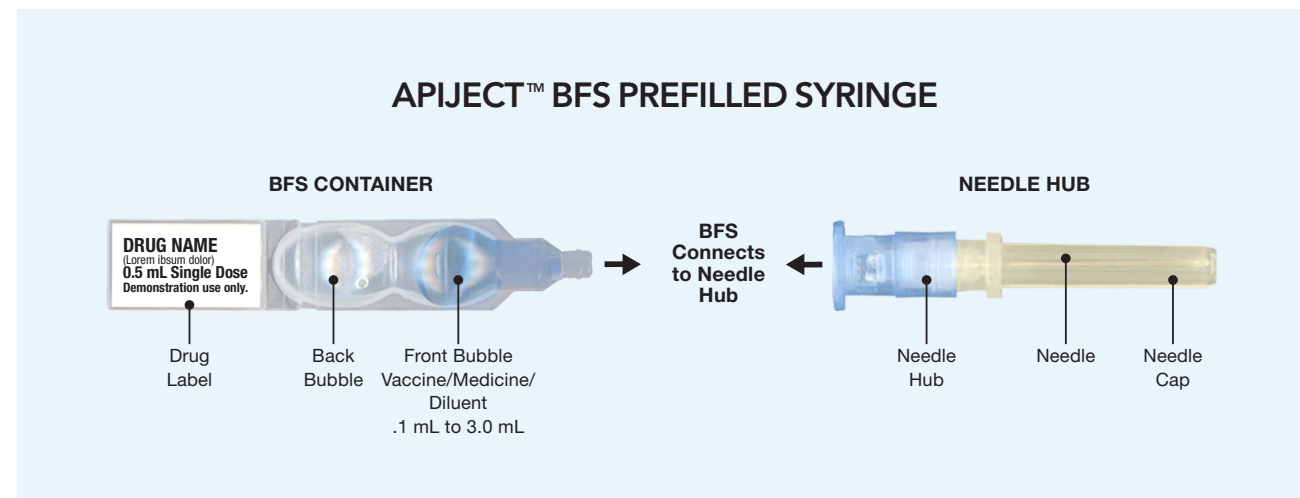 APIJECT™ BFS PREFILLED SYRINGE
BFS CONTAINER
NEEDLE HUB
DRUG NAME
(Lorem ibsum dolor)
0.5 mL Single Dose
Demonstration use only.
BFS
Connects
to Needle
Hub
Drug
Label
Back
Bubble
Front Bubble
Vaccine/Medicine/
Diluent
.1 mL to 3.0 mL
Needle
Hub
Needle
Needle
Cap